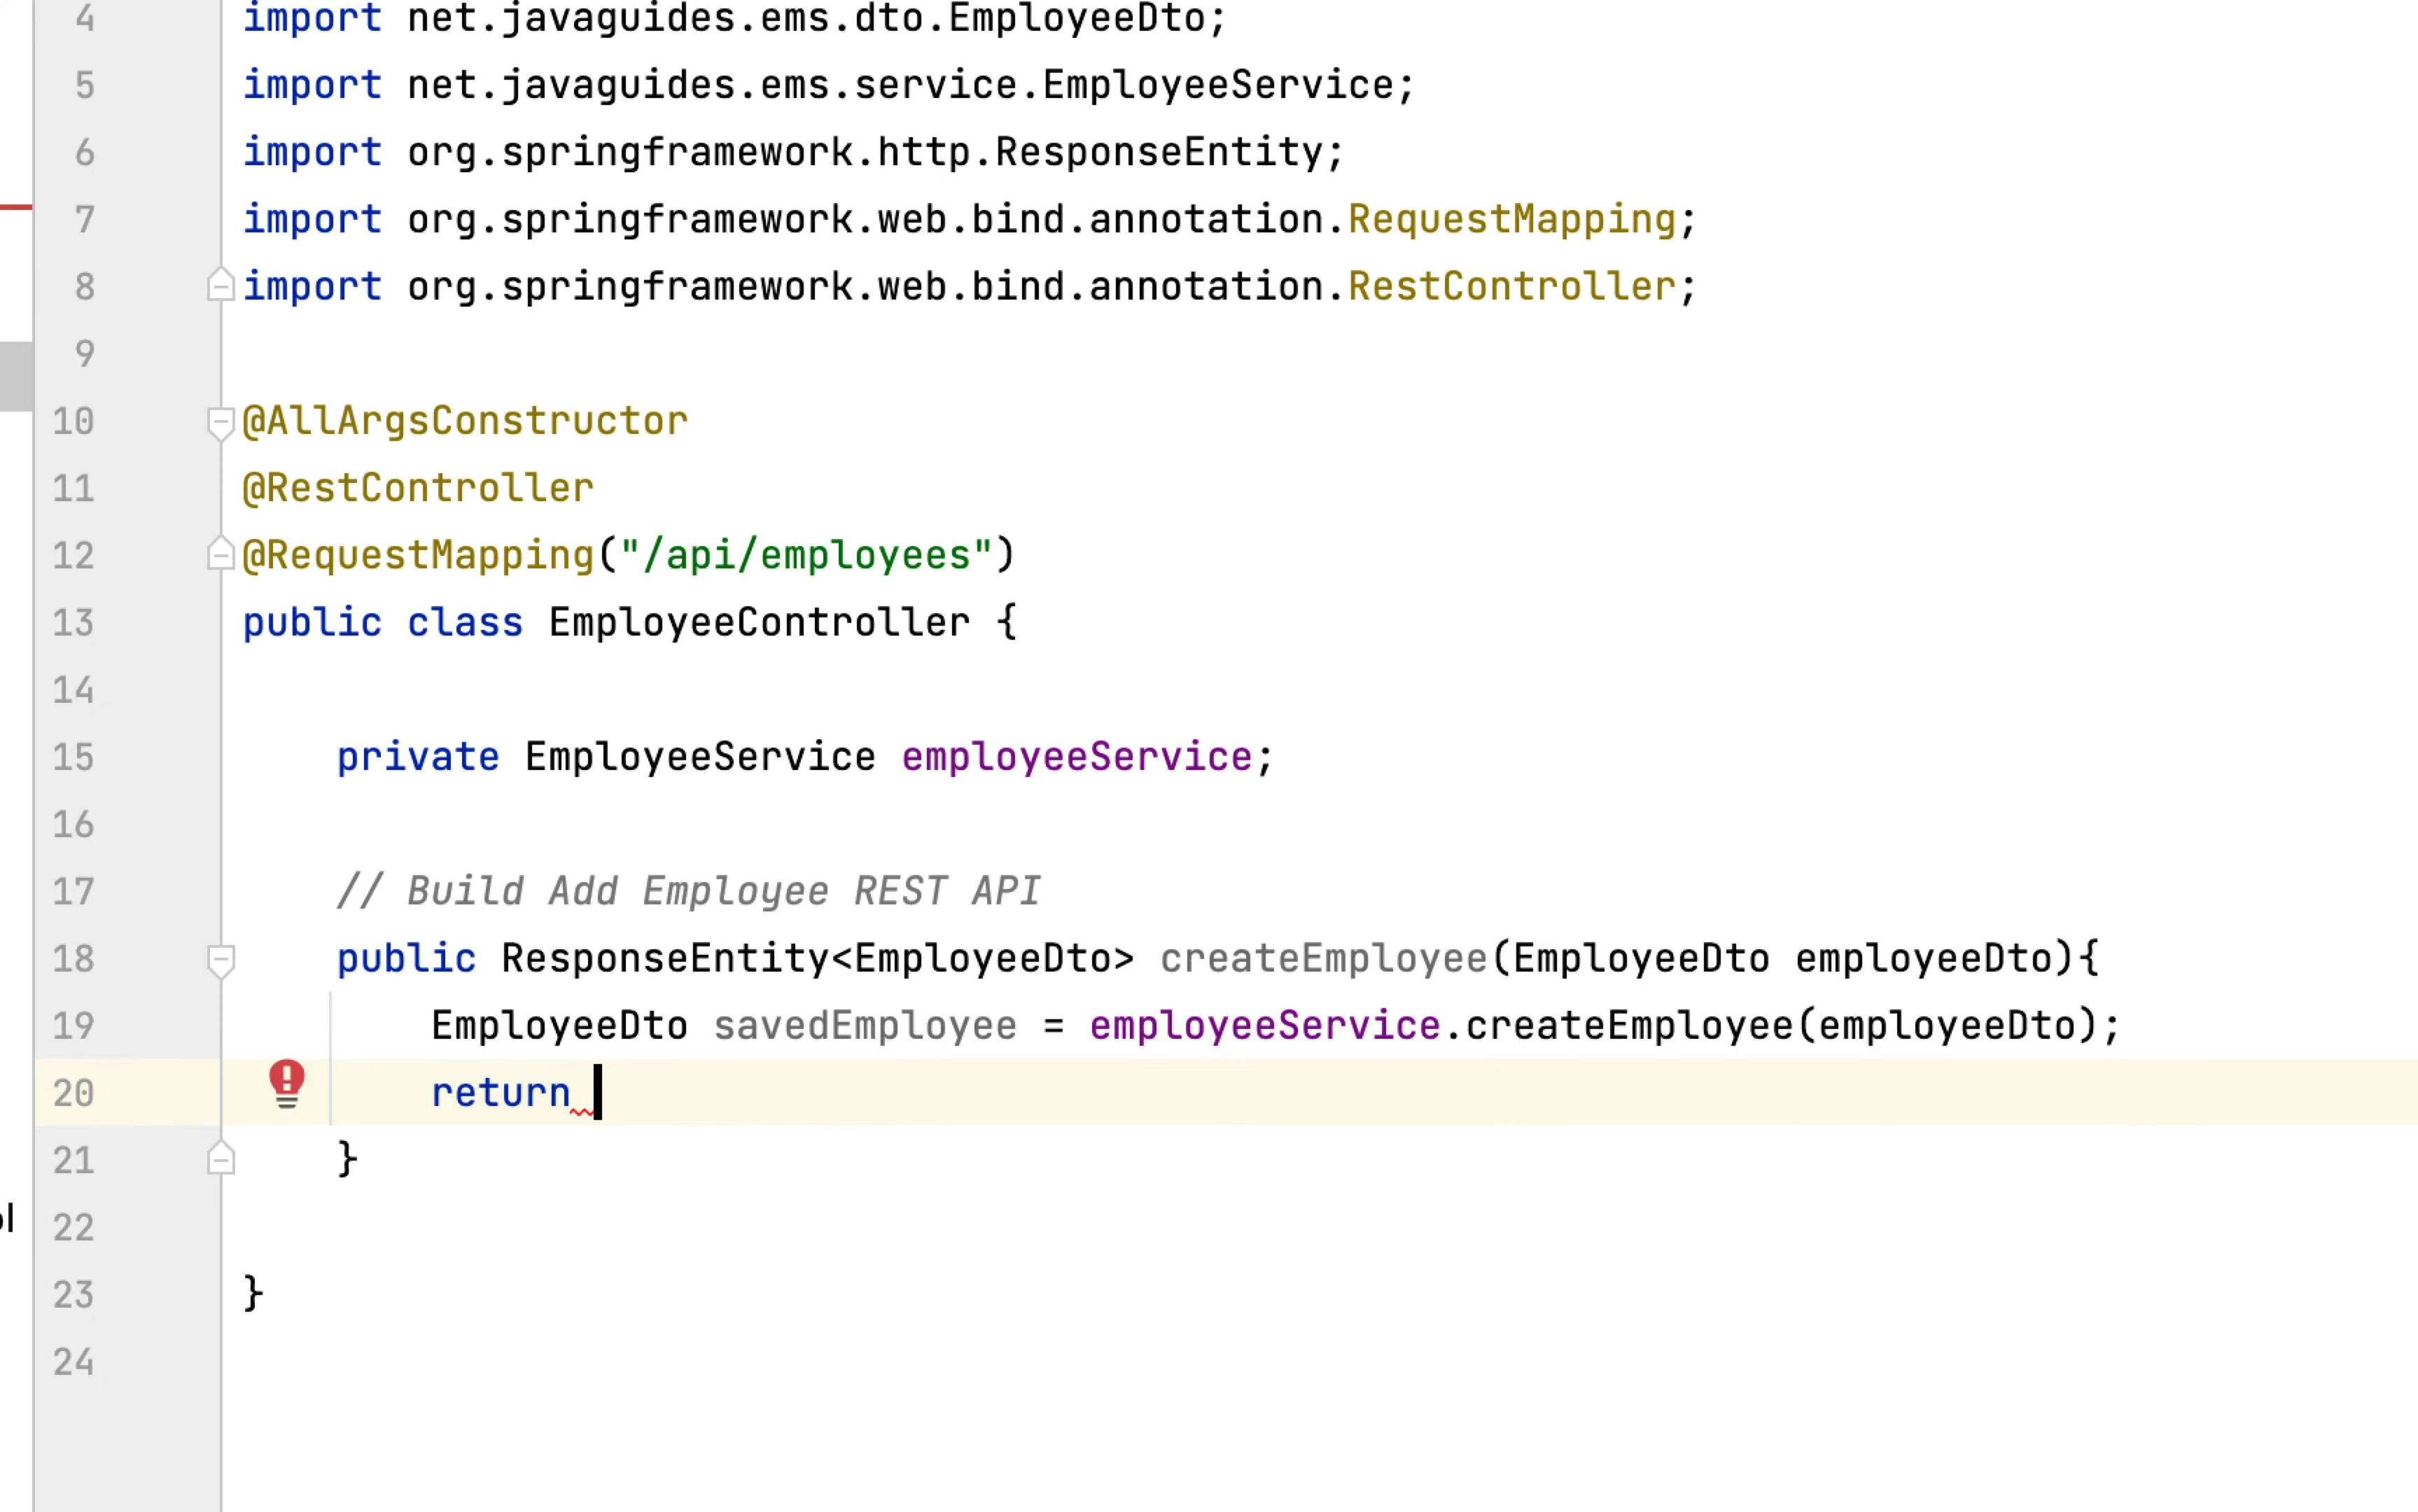 4 import net.javaguides.ems.dto.EmployeeDto;
5 import net.javaguides.ems.service.EmployeeService;
6 import org.springframework.http.ResponseEntity;
7 import org.springframework.web.bind.annotation.RequestMapping;
8 import org.springframework.web.bind.annotation.RestController;
9
10 @AllArgsConstructor
11 @RestController
12 @RequestMapping("/api/employees")
13 public class EmployeeController {
14
15 private EmployeeService employeeService;
16
17 // Build Add Employee REST API
18 public ResponseEntity<EmployeeDto> createEmployee(EmployeeDto employeeDto){
19 EmployeeDto savedEmployee = employeeService.createEmployee(employeeDto);
20 return
21 }
22
23 }
24